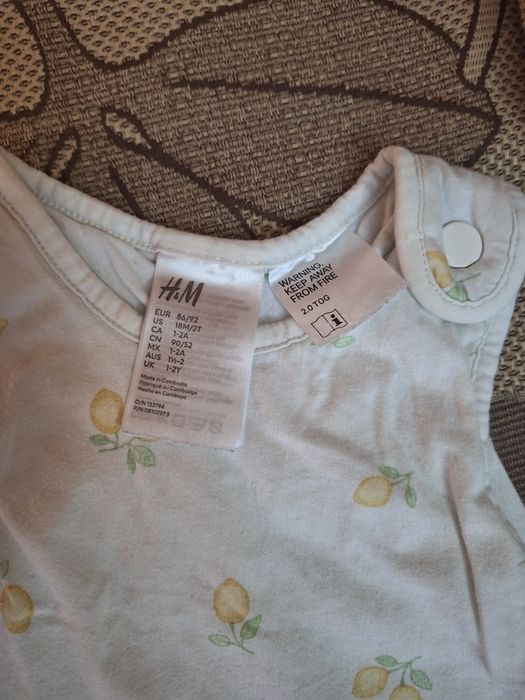 H&M
EUR 86/92
US 18M/2T
CA 1-2A
CN 90/52
MX 1-2A
AUS 1½-2
UK 1-2Y
Made in Cambodia
Fabriqué au Cambodge
Hecho en Camboya
O/N 153794
WARNING,
KEEP AWAY
FROM FIRE
2.0 TOG